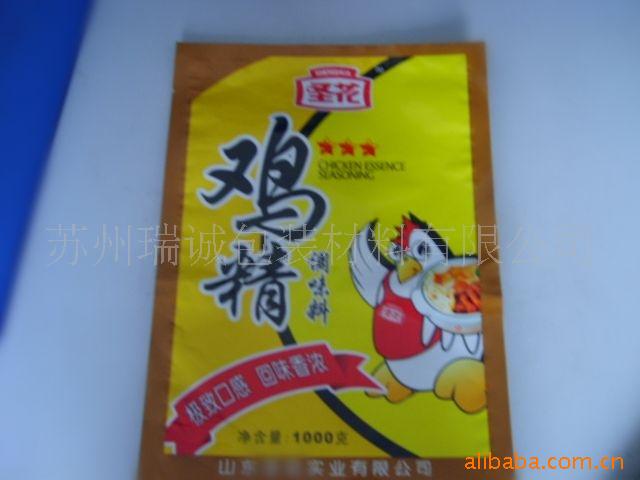 圣花
鸡精
CHICKEN ESSENCE
SEASONING
调味料
苏州瑞诚包装材料有限公司
极致口感 回味香浓
净含量:1000克
山东 实业有限公司
alibaba.com.cn